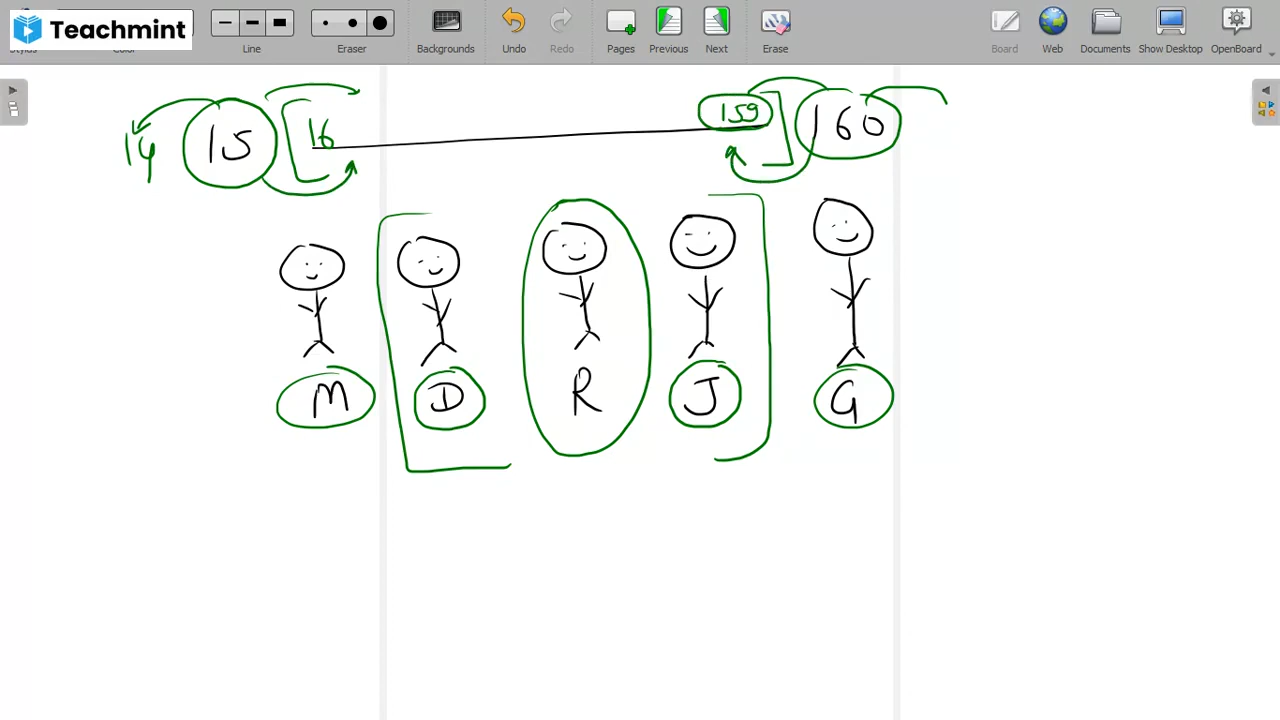 Teachmint
Line Eraser Backgrounds Undo Redo Pages Previous Next Erase Board Web Documents Show Desktop OpenBoard
14 15 16 159 160
M D R J G